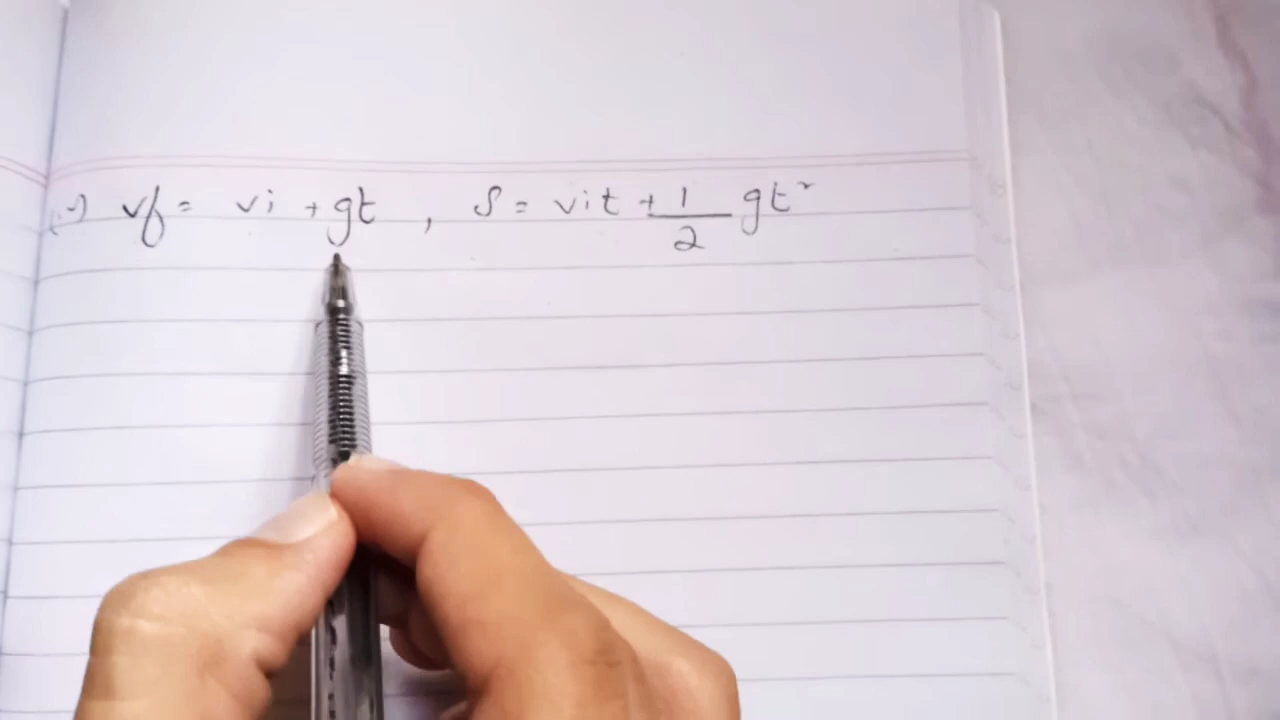 vf = vi + gt , S = vit + 1/2 gt²